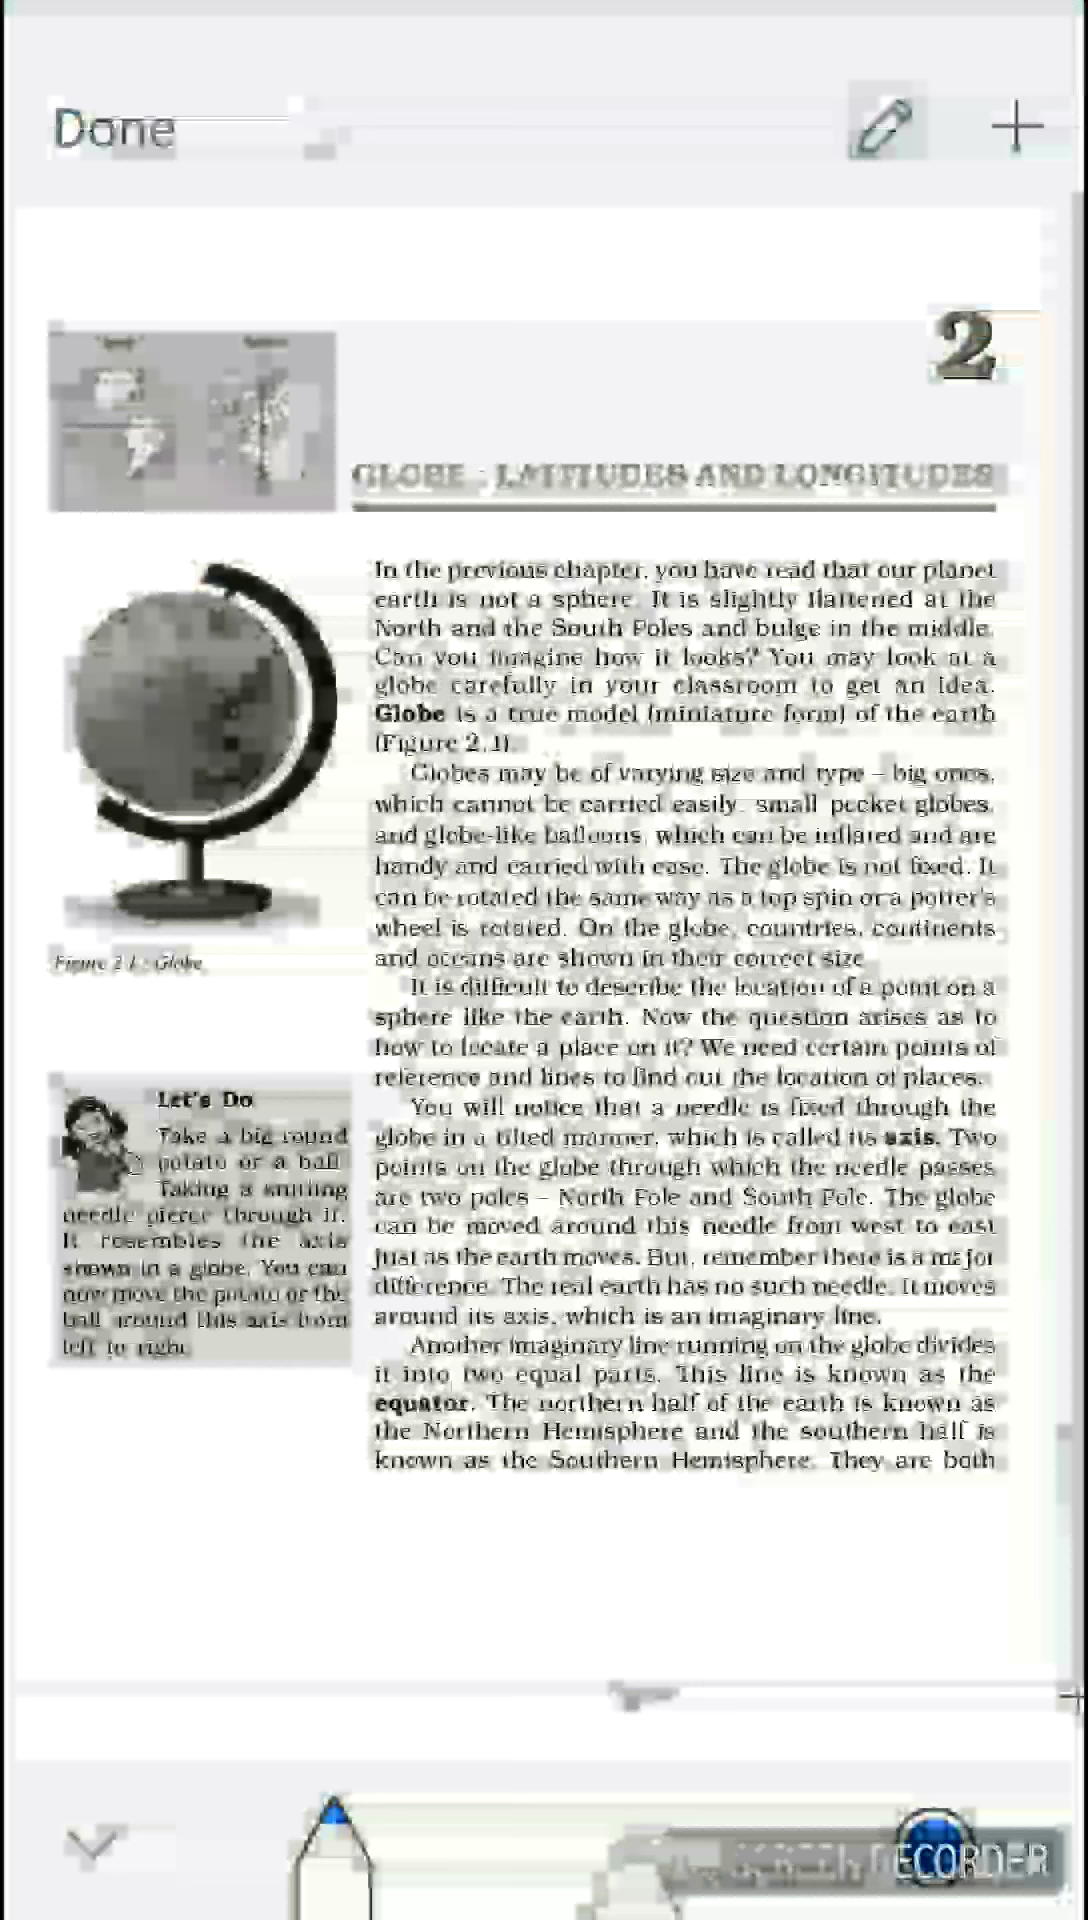 Done
2
GLOBE : LATITUDES AND LONGITUDES
In the previous chapter, you have read that our planet
earth is not a sphere. It is slightly flattened at the
North and the South Poles and bulge in the middle.
Can you imagine how it looks? You may look at a
globe carefully in your classroom to get an idea.
Globe is a true model (miniature form) of the earth
(Figure 2.1).
Globes may be of varying size and type – big ones,
which cannot be carried easily, small pocket globes,
and globe-like balloons, which can be inflated and are
handy and carried with ease. The globe is not fixed. It
can be rotated the same way as a top spin or a potter's
wheel is rotated. On the globe, countries, continents
and oceans are shown in their correct size.
It is difficult to describe the location of a point on a
sphere like the earth. Now the question arises as to
how to locate a place on it? We need certain points of
reference and lines to find out the location of places.
You will notice that a needle is fixed through the
globe in a tilted manner, which is called its axis. Two
points on the globe through which the needle passes
are two poles – North Pole and South Pole. The globe
can be moved around this needle from west to east
just as the earth moves. But, remember there is a major
difference. The real earth has no such needle. It moves
around its axis, which is an imaginary line.
Another imaginary line running on the globe divides
it into two equal parts. This line is known as the
equator. The northern half of the earth is known as
the Northern Hemisphere and the southern half is
known as the Southern Hemisphere. They are both
Figure 2.1 : Globe
Let's Do
Take a big round
potato or a ball.
Taking a knitting
needle pierce through it.
It resembles the axis
shown in a globe. You can
now move the potato or the
ball around this axis from
left to right.
RECORDER